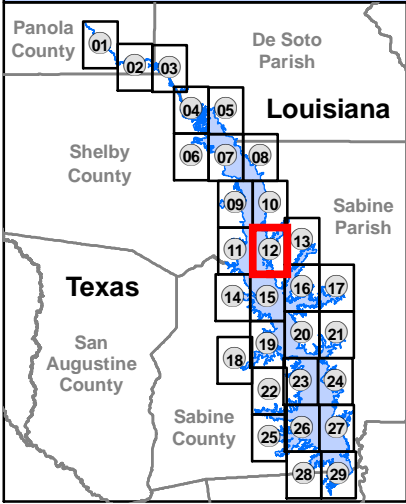 Panola
County
01
02
03
De Soto
Parish
04
05
Louisiana
Shelby
County
06
07
08
09
10
Sabine
Parish
11
12
13
Texas
14
15
16
17
San
Augustine
County
18
19
20
21
22
23
24
Sabine
County
25
26
27
28
29